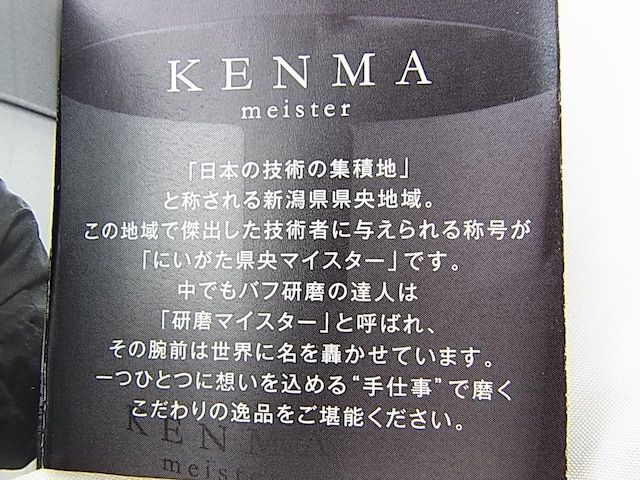 KENMA
meister
「日本の技術の集積地」
と称される新潟県県央地域。
この地域で傑出した技術者に与えられる称号が
「にいがた県央マイスター」です。
中でもバフ研磨の達人は
「研磨マイスター」と呼ばれ、
その腕前は世界に名を轟かせています。
一つひとつに想いを込める“手仕事”で磨く
こだわりの逸品をご堪能ください。
KENMA
meister